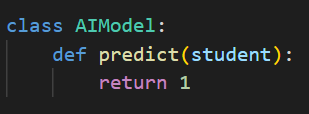 class AIModel:
    def predict(student):
        return 1